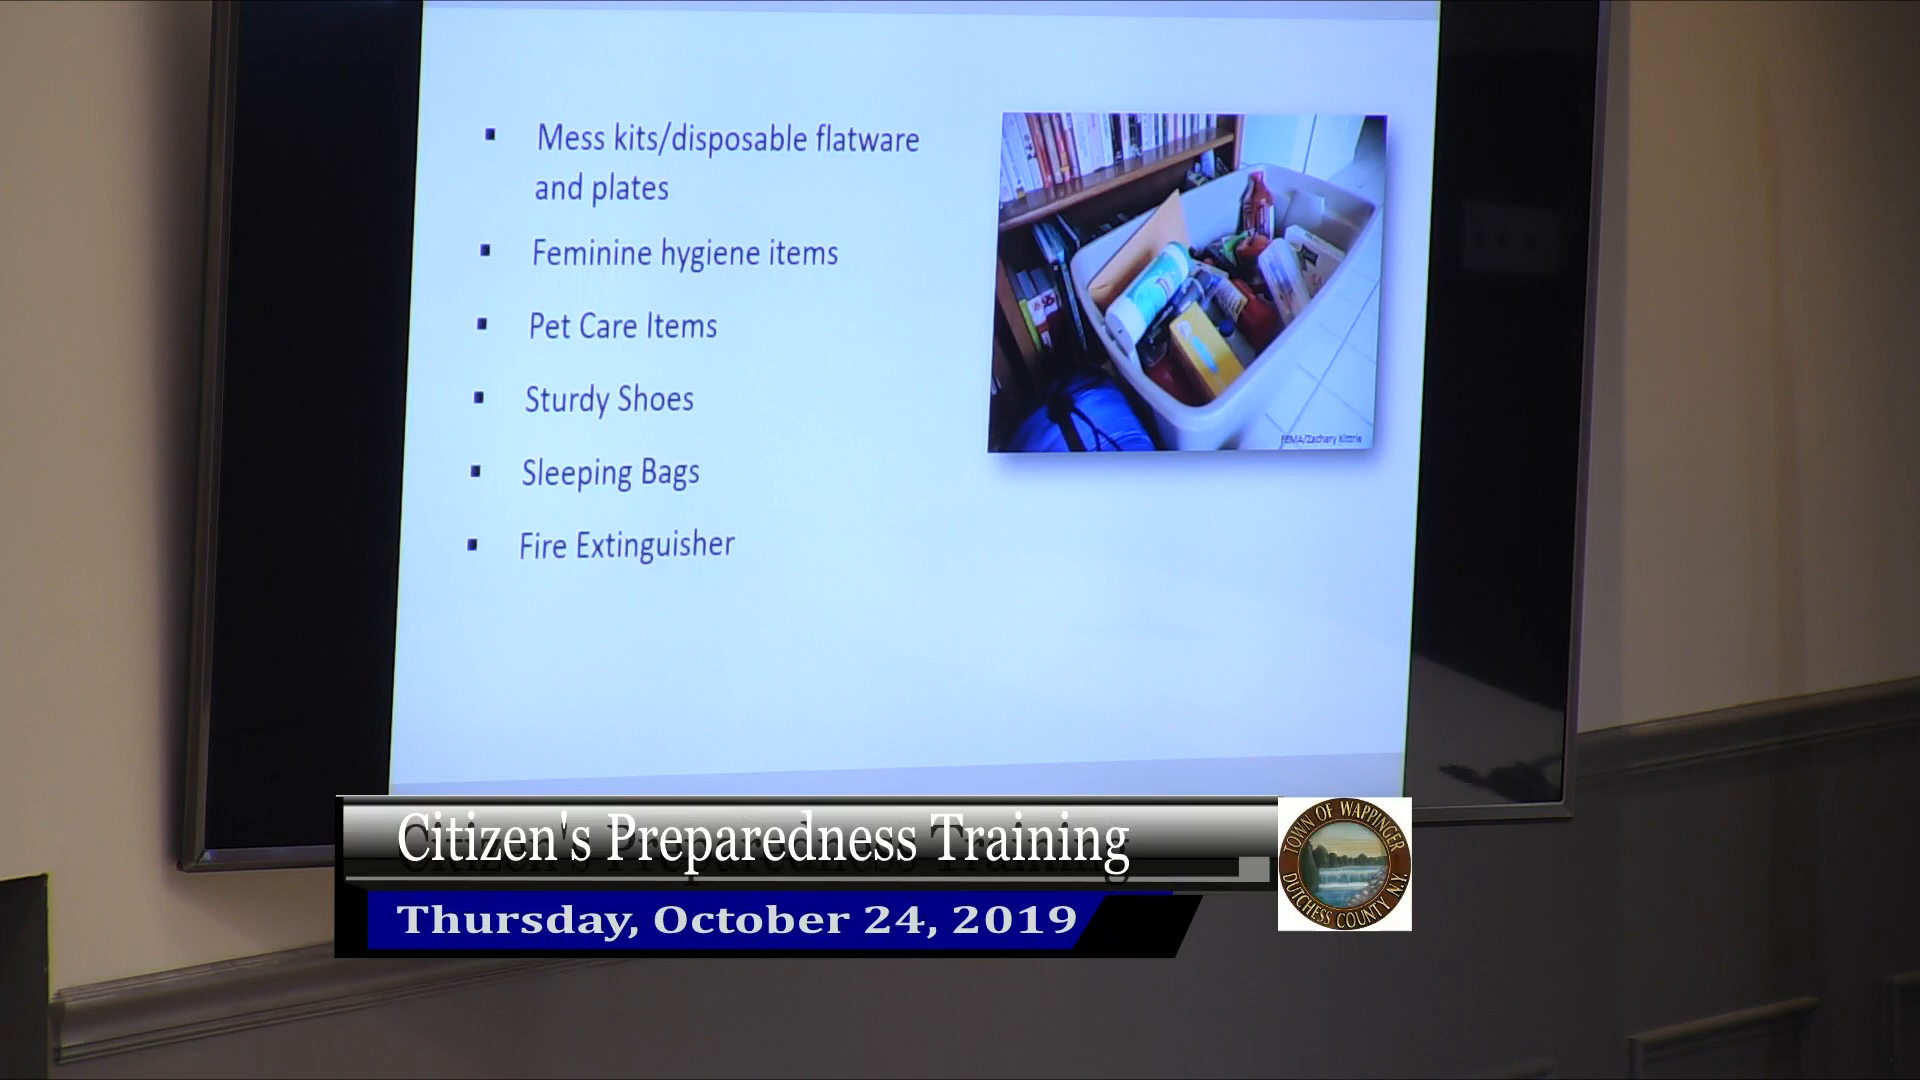 Mess kits/disposable flatware
and plates
Feminine hygiene items
Pet Care Items
Sturdy Shoes
Sleeping Bags
Fire Extinguisher
FEMA/Zachary Kittrie
Citizen's Preparedness Training
Thursday, October 24, 2019
TOWN OF WAPPINGER
DUTCHESS COUNTY N.Y.